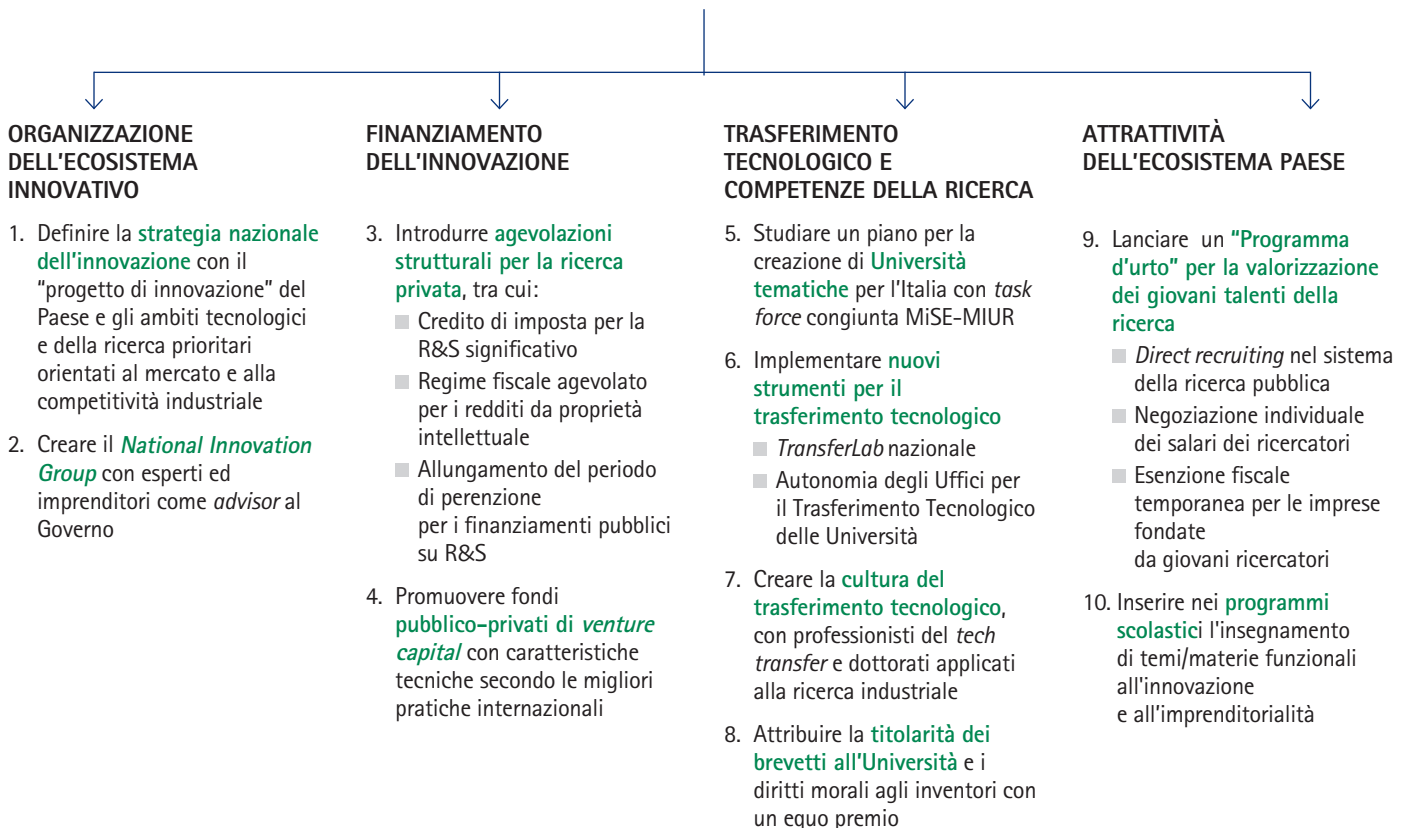 ORGANIZZAZIONE
DELL'ECOSISTEMA
INNOVATIVO
1. Definire la strategia nazionale
dell'innovazione con il
"progetto di innovazione" del
Paese e gli ambiti tecnologici
e della ricerca prioritari
orientati al mercato e alla
competitività industriale
2. Creare il National Innovation
Group con esperti ed
imprenditori come advisor al
Governo
FINANZIAMENTO
DELL'INNOVAZIONE
3. Introdurre agevolazioni
strutturali per la ricerca
privata, tra cui:
■ Credito di imposta per la
R&S significativo
■ Regime fiscale agevolato
per i redditi da proprietà
intellettuale
■ Allungamento del periodo
di perenzione
per i finanziamenti pubblici
su R&S
4. Promuovere fondi
pubblico-privati di venture
capital con caratteristiche
tecniche secondo le migliori
pratiche internazionali
TRASFERIMENTO
TECNOLOGICO E
COMPETENZE DELLA RICERCA
5. Studiare un piano per la
creazione di Università
tematiche per l'Italia con task
force congiunta MiSE-MIUR
6. Implementare nuovi
strumenti per il
trasferimento tecnologico
■ TransferLab nazionale
■ Autonomia degli Uffici per
il Trasferimento Tecnologico
delle Università
7. Creare la cultura del
trasferimento tecnologico,
con professionisti del tech
transfer e dottorati applicati
alla ricerca industriale
8. Attribuire la titolarità dei
brevetti all'Università e i
diritti morali agli inventori con
un equo premio
ATTRATTIVITÀ
DELL'ECOSISTEMA PAESE
9. Lanciare un "Programma
d'urto" per la valorizzazione
dei giovani talenti della
ricerca
■ Direct recruiting nel sistema
della ricerca pubblica
■ Negoziazione individuale
dei salari dei ricercatori
■ Esenzione fiscale
temporanea per le imprese
fondate
da giovani ricercatori
10. Inserire nei programmi
scolastici l'insegnamento
di temi/materie funzionali
all'innovazione
e all'imprenditorialità